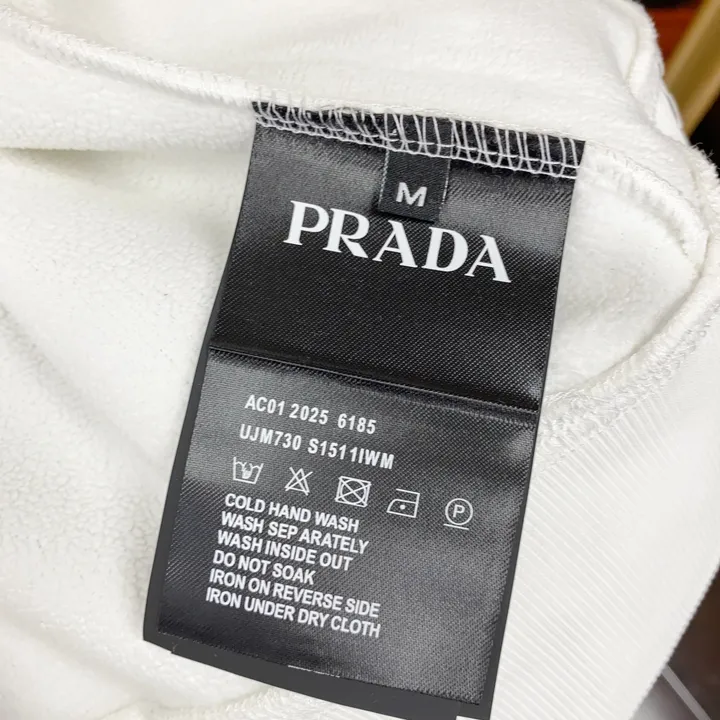 M
PRADA
AC01 2025 6185
UJM730 S1511IWM
P
COLD HAND WASH
WASH SEP ARATELY
WASH INSIDE OUT
DO NOT SOAK
IRON ON REVERSE SIDE
IRON UNDER DRY CLOTH